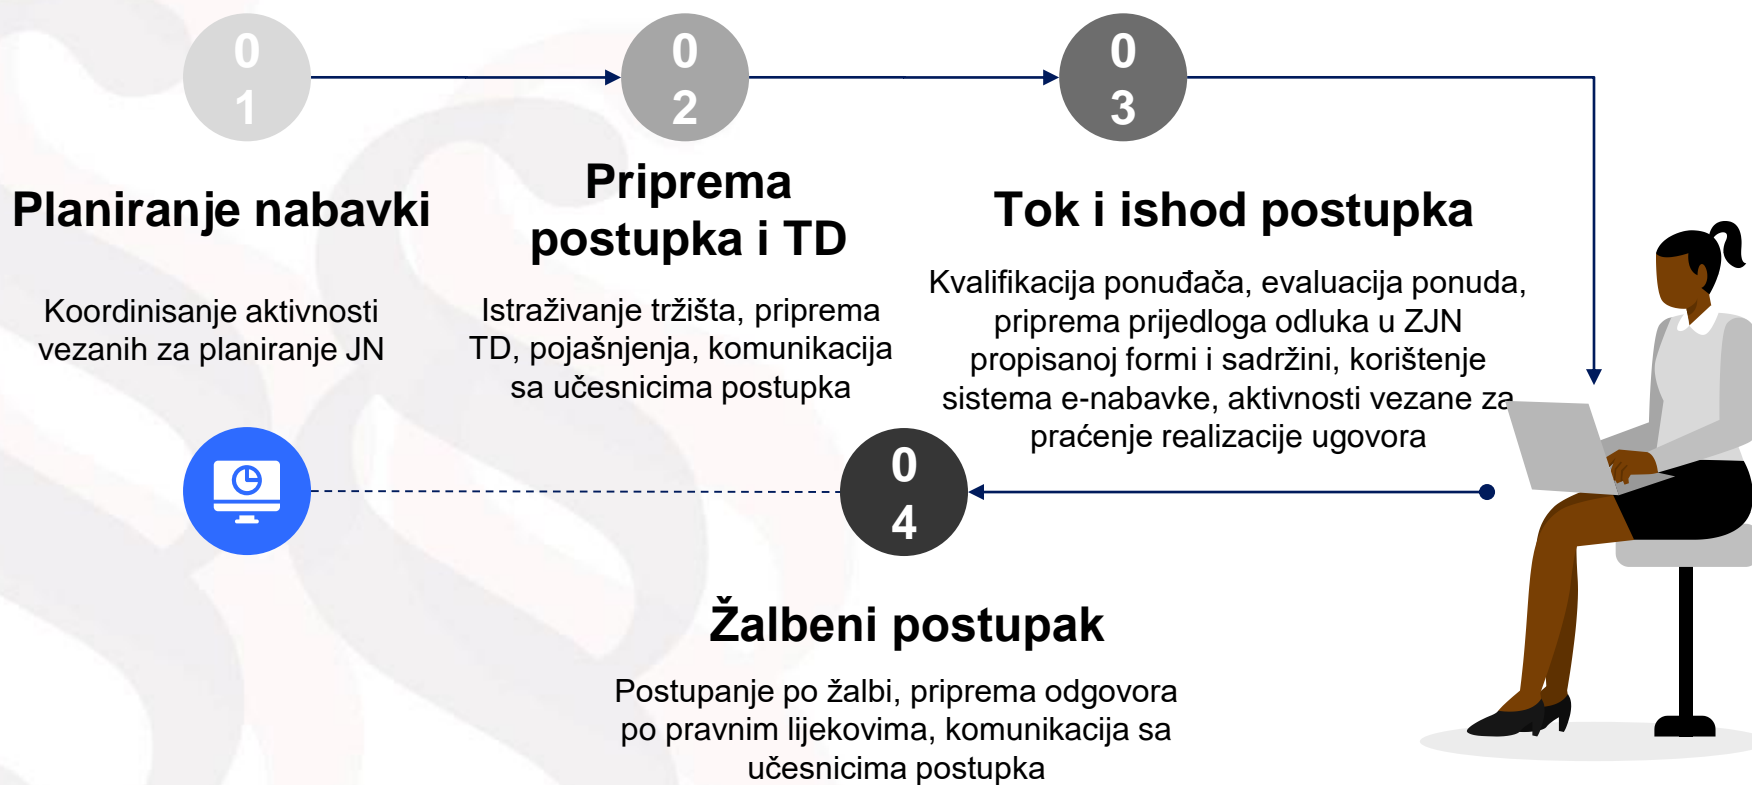 0
1
Planiranje nabavki
Koordinisanje aktivnosti
vezanih za planiranje JN
0
2
Priprema
postupka i TD
Istraživanje tržišta, priprema
TD, pojašnjenja, komunikacija
sa učesnicima postupka
0
3
Tok i ishod postupka
Kvalifikacija ponuđača, evaluacija ponuda,
priprema prijedloga odluka u ZJN
propisanoj formi i sadržini, korištenje
sistema e-nabavke, aktivnosti vezane za
praćenje realizacije ugovora
0
4
Žalbeni postupak
Postupanje po žalbi, priprema odgovora
po pravnim lijekovima, komunikacija sa
učesnicima postupka